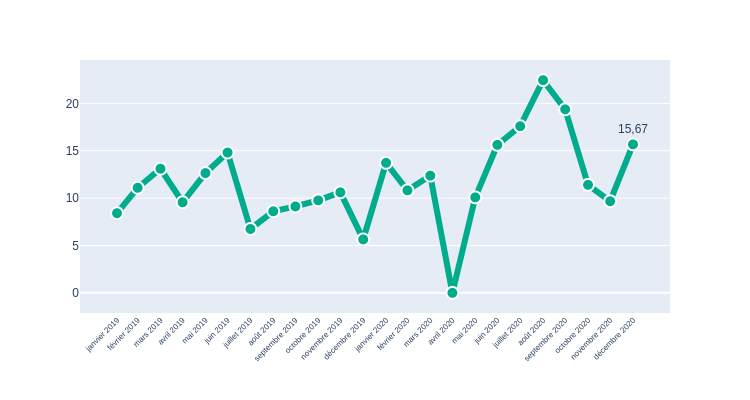 20
15
10
5
0
15,67
janvier 2019
février 2019
mars 2019
avril 2019
mai 2019
juin 2019
juillet 2019
août 2019
septembre 2019
octobre 2019
novembre 2019
décembre 2019
janvier 2020
février 2020
mars 2020
avril 2020
mai 2020
juin 2020
juillet 2020
août 2020
septembre 2020
octobre 2020
novembre 2020
décembre 2020